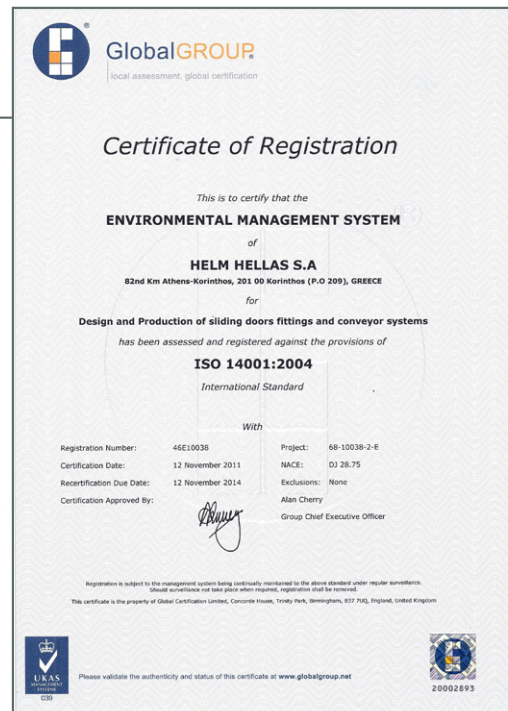 GlobalGROUP®
local assessment, global certification
Certificate of Registration
This is to certify that the
ENVIRONMENTAL MANAGEMENT SYSTEM
of
HELM HELLAS S.A
82nd Km Athens-Korinthos, 201 00 Korinthos (P.O 209), GREECE
for
Design and Production of sliding doors fittings and conveyor systems
has been assessed and registered against the provisions of
ISO 14001:2004
International Standard
With
Registration Number: 46E10038 Project: 68-10038-2-E
Certification Date: 12 November 2011 NACE: DJ 28.75
Recertification Due Date: 12 November 2014 Exclusions: None
Certification Approved By: Alan Cherry
Group Chief Executive Officer
Registration is subject to the management system being continually maintained to the above standard under regular surveillance.
Should surveillance not take place when required, registration shall be removed.
This certificate is the property of Global Certification Limited, Concorde House, Trinity Park, Birmingham, B37 7UQ, England, United Kingdom
UKAS
MANAGEMENT
SYSTEMS
039
Please validate the authenticity and status of this certificate at www.globalgroup.net
20002893